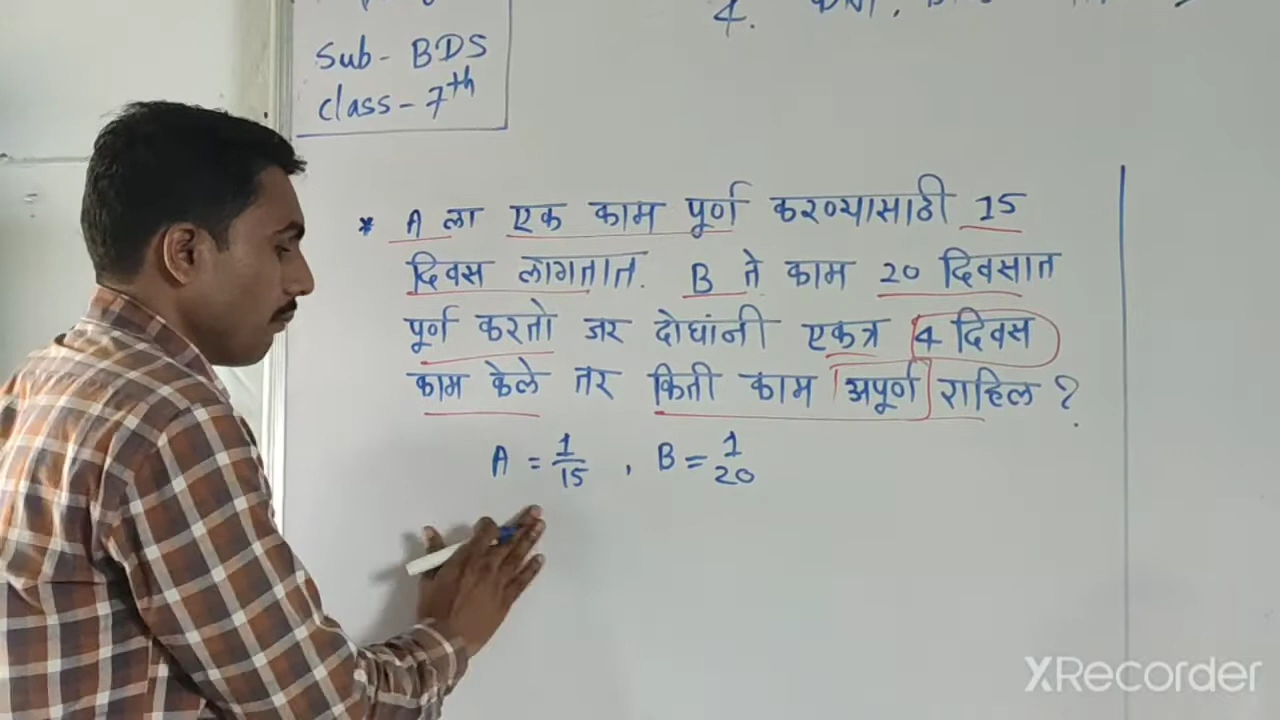 Sub- BDS
Class- 7th
4.
* A ला एक काम पूर्ण करण्यासाठी 15
दिवस लागतात. B ते काम 20 दिवसात
पूर्ण करतो जर दोघांनी एकत्र 4 दिवस
काम केले तर किती काम अपूर्ण राहिल ?
A = 1/15 , B = 1/20
XRecorder